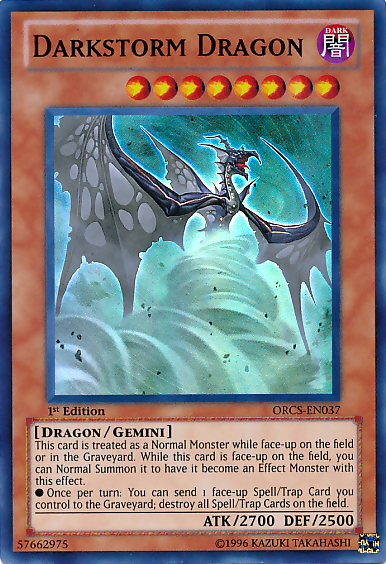 DARKSTORM DRAGON
DARK
闇
1st Edition
ORCS-EN037
[DRAGON / GEMINI]
This card is treated as a Normal Monster while face-up on the field
or in the Graveyard. While this card is face-up on the field, you
can Normal Summon it to have it become an Effect Monster with
this effect.
●Once per turn: You can send 1 face-up Spell/Trap Card you
control to the Graveyard; destroy all Spell/Trap Cards on the field.
ATK/2700 DEF/2500
57662975
©1996 KAZUKI TAKAHASHI